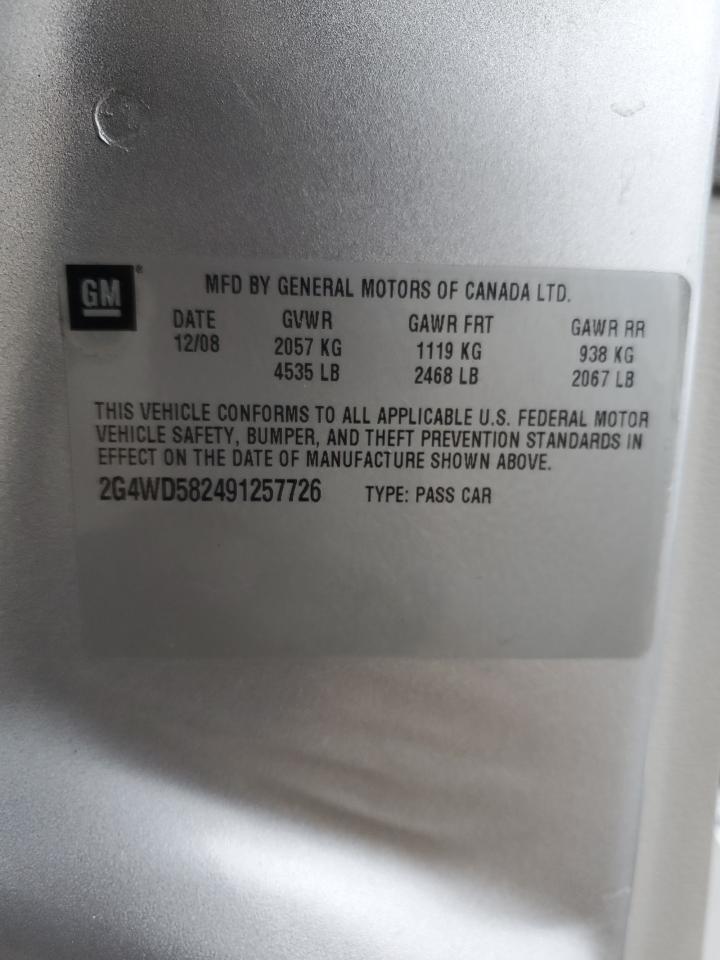 GM
MFD BY GENERAL MOTORS OF CANADA LTD.
DATE GVWR GAWR FRT GAWR RR
12/08 2057 KG 1119 KG 938 KG
4535 LB 2468 LB 2067 LB
THIS VEHICLE CONFORMS TO ALL APPLICABLE U.S. FEDERAL MOTOR
VEHICLE SAFETY, BUMPER, AND THEFT PREVENTION STANDARDS IN
EFFECT ON THE DATE OF MANUFACTURE SHOWN ABOVE.
2G4WD582491257726 TYPE: PASS CAR